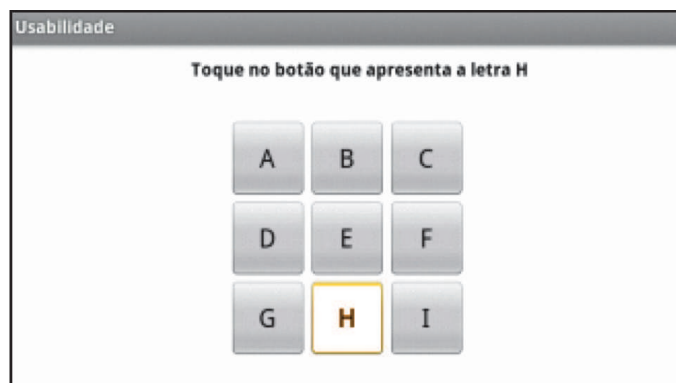 Usabilidade
Toque no botão que apresenta a letra H
A B C
D E F
G H I